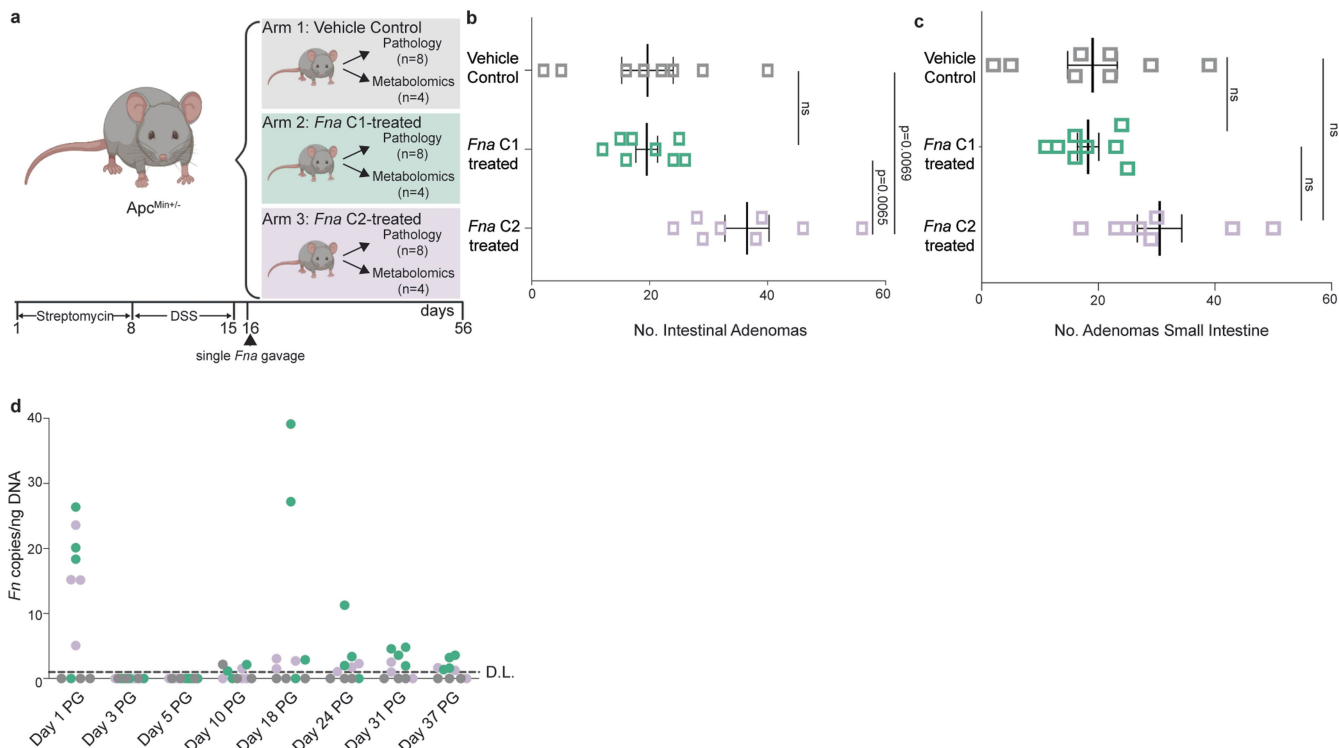 a
Apc^Min+/-
Arm 1: Vehicle Control
Pathology
(n=8)
Metabolomics
(n=4)
Arm 2: Fna C1-treated
Pathology
(n=8)
Metabolomics
(n=4)
Arm 3: Fna C2-treated
Pathology
(n=8)
Metabolomics
(n=4)
Streptomycin
DSS
days
1
8
15
16
56
single Fna gavage
b
Vehicle
Control
Fna C1
treated
Fna C2
treated
ns
p=0.0065
p=0.0069
0
20
40
60
No. Intestinal Adenomas
c
Vehicle
Control
Fna C1
treated
Fna C2
treated
ns
ns
ns
0
20
40
60
No. Adenomas Small Intestine
d
Fn copies/ng DNA
40
30
20
10
0
D.L.
Day 1 PG
Day 3 PG
Day 5 PG
Day 10 PG
Day 18 PG
Day 24 PG
Day 31 PG
Day 37 PG